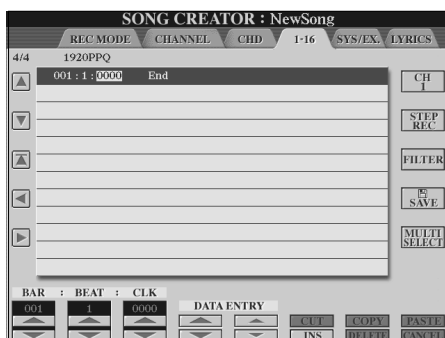 SONG CREATOR : NewSong
REC MODE CHANNEL CHD 1-16 SYS/EX. LYRICS
4/4 1920PPQ
001 : 1 : 0000 End
CH
1
STEP
REC
FILTER
SAVE
MULTI
SELECT
BAR : BEAT : CLK
001 1 0000 DATA ENTRY
CUT COPY PASTE
INS DELETE CANCEL